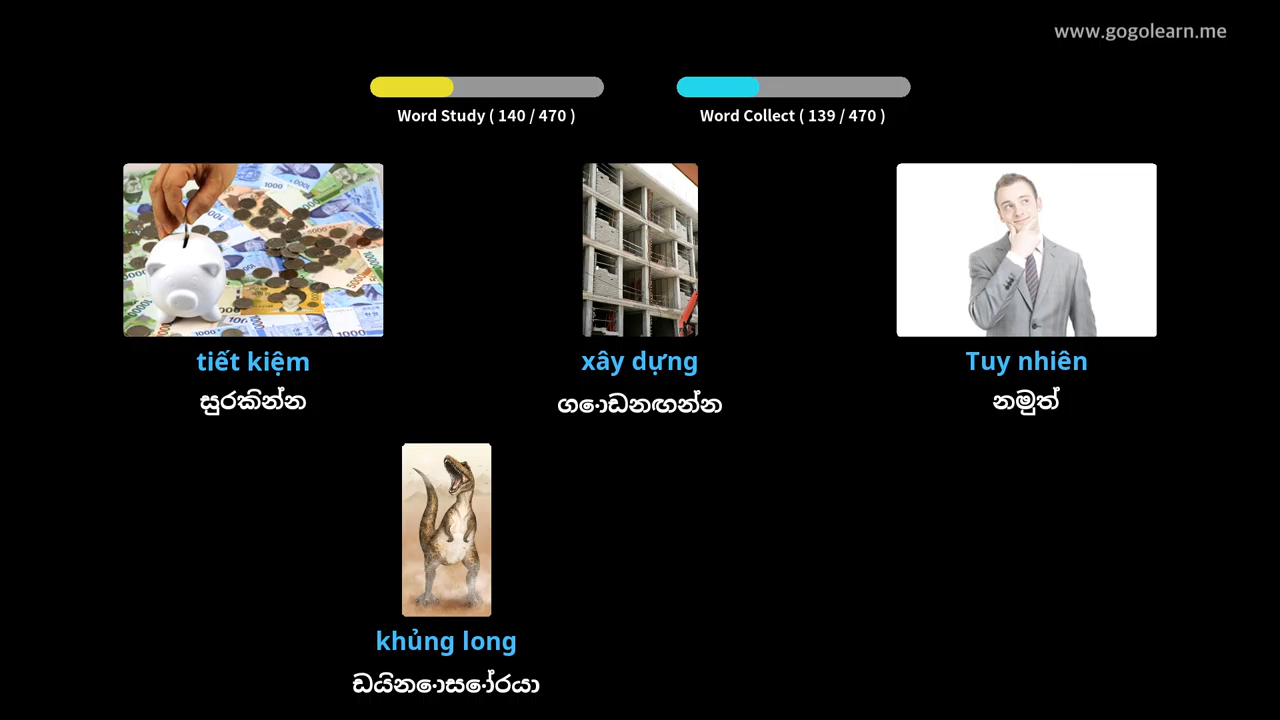 www.gogolearn.me
Word Study ( 140 / 470 )
Word Collect ( 139 / 470 )
tiết kiệm
සුරකින්න
xây dựng
ගොඩනඟන්න
Tuy nhiên
නමුත්
khủng long
ඩයිනොසෝරයා